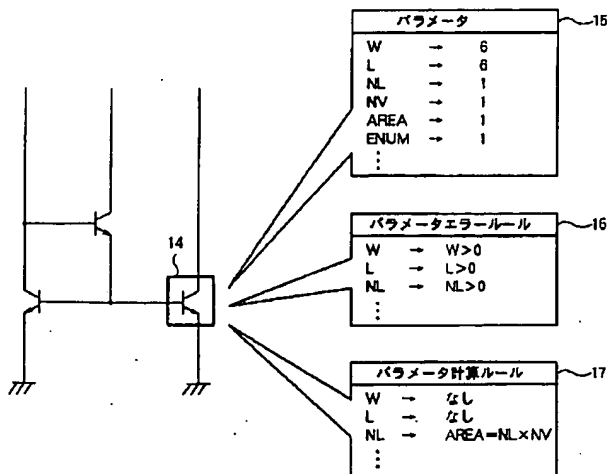 パラメータ
15
W → 6
L → 6
NL → 1
NV → 1
AREA → 1
ENUM → 1
⋮
14
パラメータエラールール
16
W → W>0
L → L>0
NL → NL>0
⋮
パラメータ計算ルール
17
W → なし
L → なし
NL → AREA=NL×NV
⋮